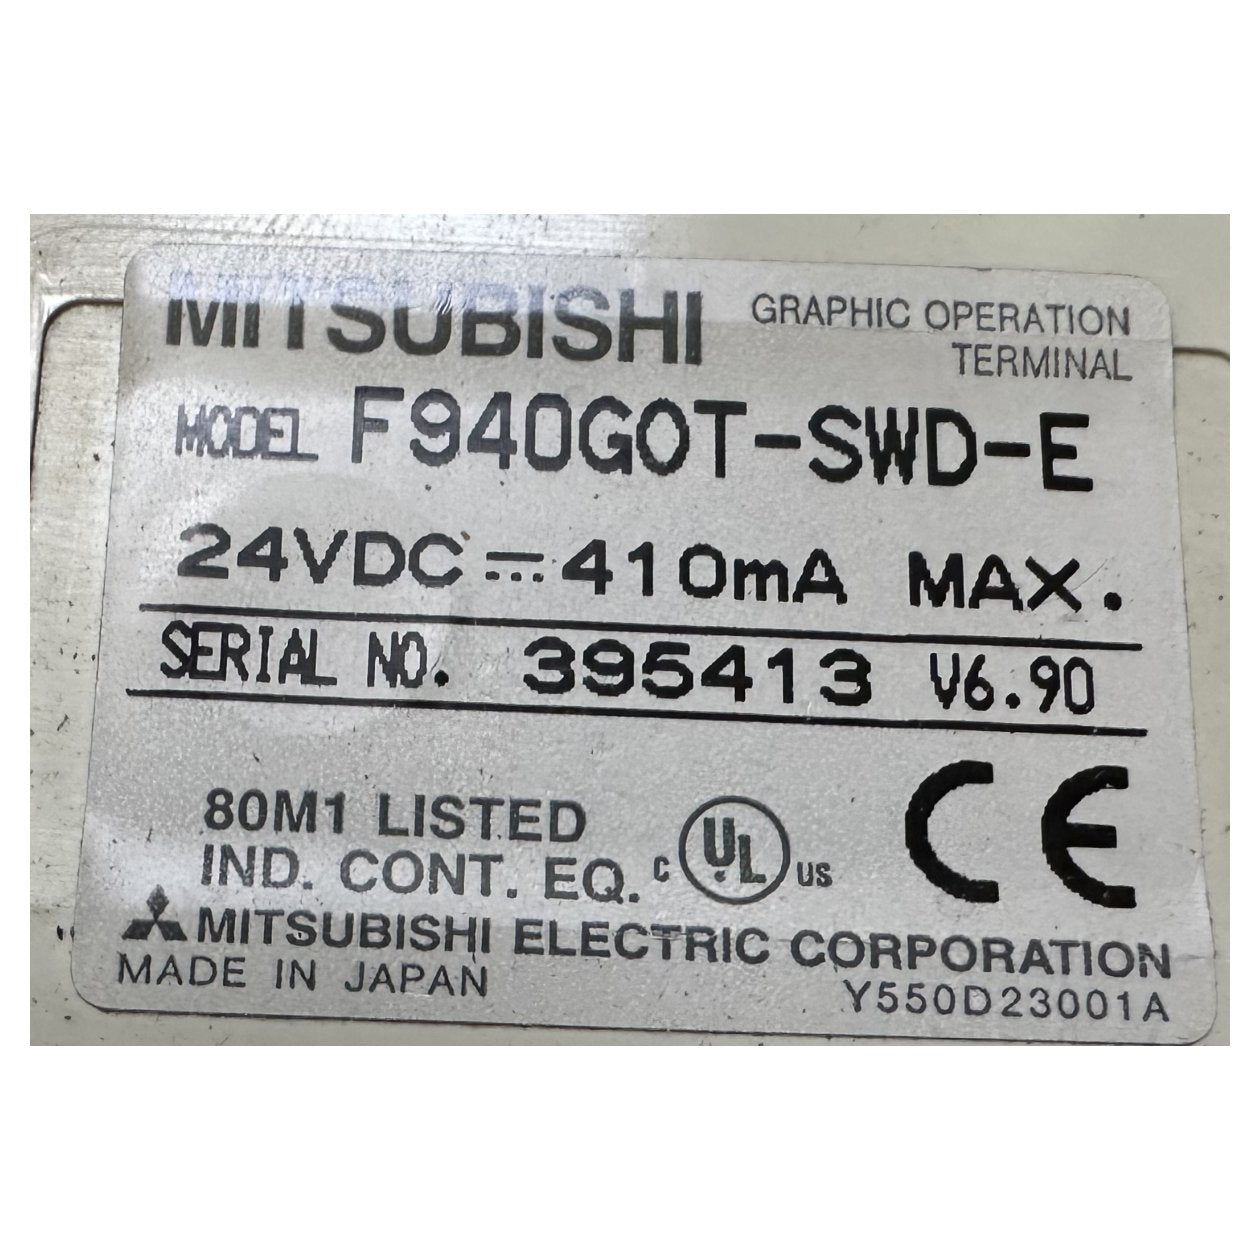 MITSUBISHI GRAPHIC OPERATION
TERMINAL
MODEL F940GOT-SWD-E
24VDC ⎓ 410mA MAX.
SERIAL NO. 395413 V6.90
80M1 LISTED
IND. CONT. EQ. C UL US CE
MITSUBISHI ELECTRIC CORPORATION
MADE IN JAPAN
Y550D23001A